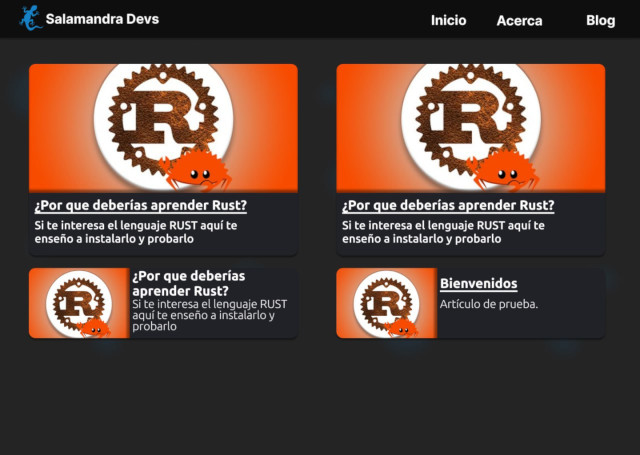 Salamandra Devs
Inicio Acerca Blog
R
¿Por que deberías aprender Rust?
Si te interesa el lenguaje RUST aquí te
enseño a instalarlo y probarlo
R
¿Por que deberías aprender Rust?
Si te interesa el lenguaje RUST aquí te
enseño a instalarlo y probarlo
R
¿Por que deberías
aprender Rust?
Si te interesa el lenguaje RUST
aquí te enseño a instalarlo y
probarlo
R
Bienvenidos
Artículo de prueba.